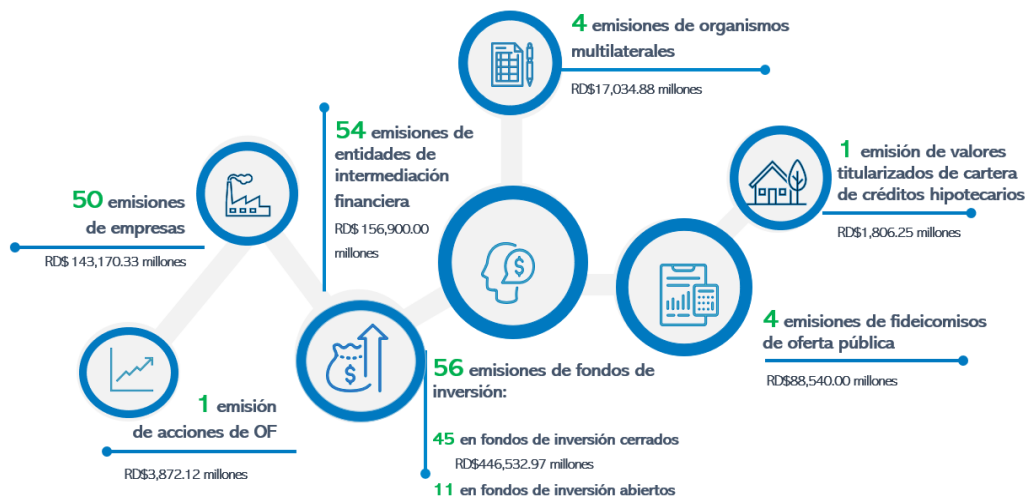 4 emisiones de organismos
multilaterales
RD$17,034.88 millones
54 emisiones de
entidades de
intermediación
financiera
RD$ 156,900.00
millones
1 emisión de valores
titularizados de cartera
de créditos hipotecarios
RD$1,806.25 millones
50 emisiones
de empresas
RD$ 143,170.33 millones
$
4 emisiones de fideicomisos
de oferta pública
RD$88,540.00 millones
$
56 emisiones de fondos de
inversión:
45 en fondos de inversión cerrados
RD$446,532.97 millones
11 en fondos de inversión abiertos
1 emisión
de acciones de OF
RD$3,872.12 millones